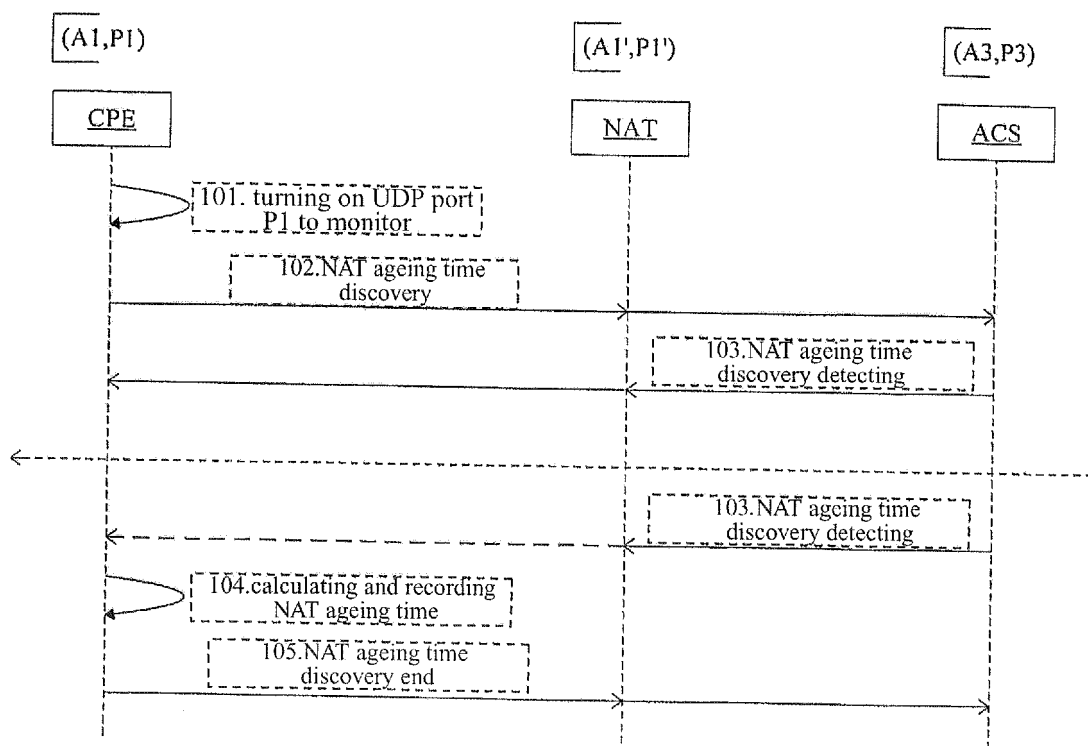 (A1,P1)
(A1',P1')
(A3,P3)
CPE
NAT
ACS
101. turning on UDP port
P1 to monitor
102.NAT ageing time
discovery
103.NAT ageing time
discovery detecting
103.NAT ageing time
discovery detecting
104.calculating and recording
NAT ageing time
105.NAT ageing time
discovery end